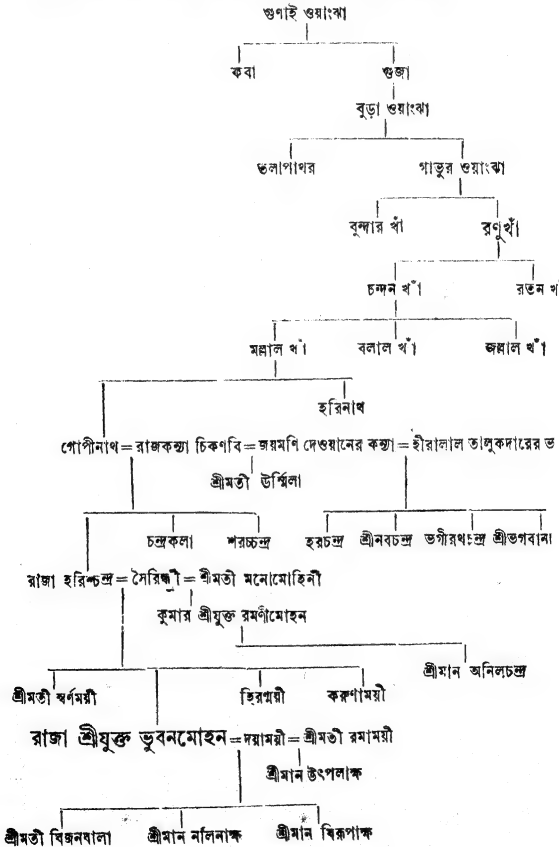 গুণাই ওয়াংঝা
কবা গুজা
বুড়া ওয়াংঝা
তলাপাথর গাভুর ওয়াংঝা
বুন্দার খাঁ রণুখাঁ
চন্দন খাঁ রতন
মল্লাল খাঁ বলাল খাঁ জল্লাল খাঁ
হরিনাথ
গোপীনাথ = রাজকন্যা চিকণবি = জয়মণি দেওয়ানের কন্যা = হীরালাল তালুকদারের ভ
শ্রীমতী উর্ম্মিলা
চন্দ্রকলা শরচ্চন্দ্র হরচন্দ্র শ্রীনবচন্দ্র ভগীরথচন্দ্র শ্রীভগবান
রাজা হরিশ্চন্দ্র = সৈরিন্ধ্রী = শ্রীমতী মনোমোহিনী
কুমার শ্রীযুক্ত রমণীমোহন
শ্রীমান অনিলচন্দ্র
শ্রীমতী স্বর্ণময়ী হিরণ্ময়ী করুণাময়ী
রাজা শ্রীযুক্ত ভুবনমোহন = দয়াময়ী = শ্রীমতী রমাময়ী
শ্রীমান উৎপলাক্ষ
শ্রীমতী বিজনবালা শ্রীমান নলিনাক্ষ শ্রীমান বিরূপাক্ষ